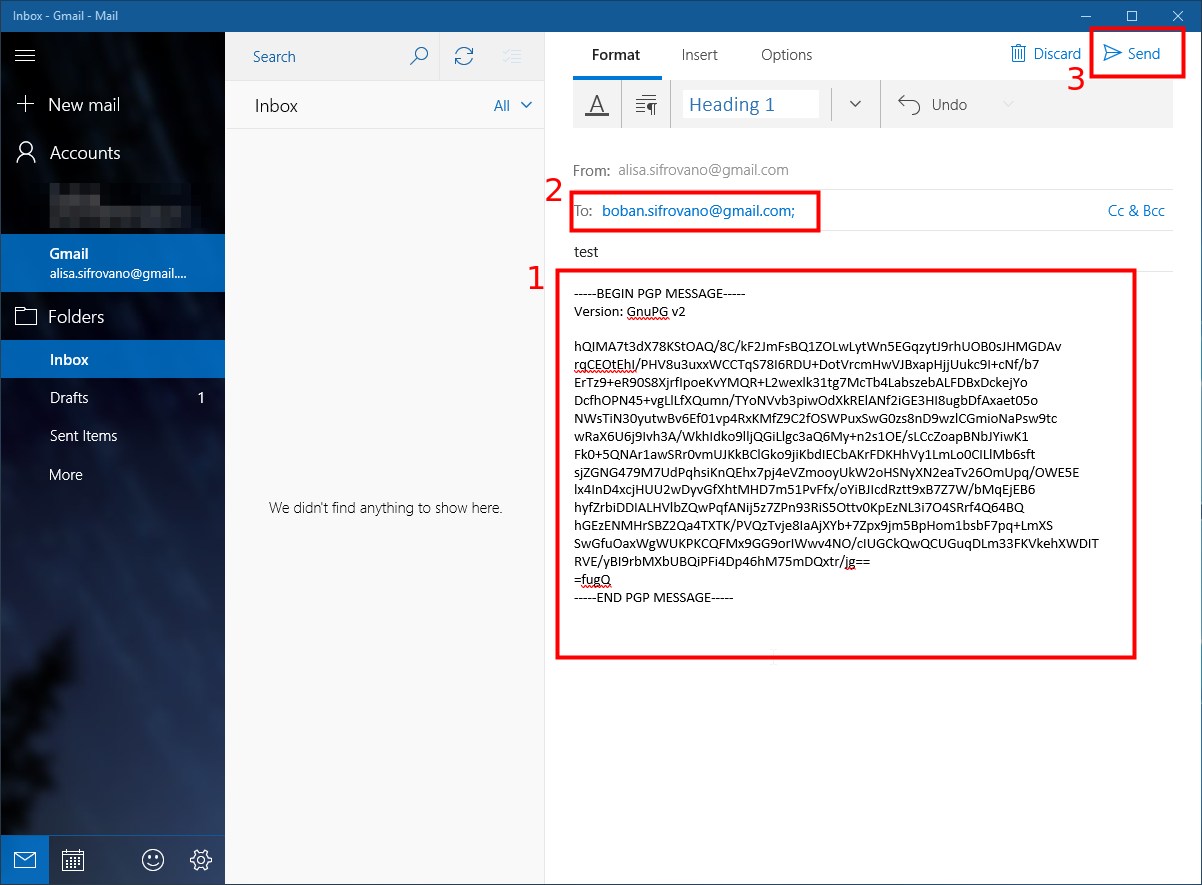 Inbox - Gmail - Mail
New mail
Accounts
Gmail
alisa.sifrovano@gmail....
Folders
Inbox
Drafts 1
Sent Items
More
Search
Inbox All
We didn't find anything to show here.
Format Insert Options Discard Send
3
A Heading 1 Undo
From: alisa.sifrovano@gmail.com
2
To: boban.sifrovano@gmail.com; Cc & Bcc
test
1
-----BEGIN PGP MESSAGE-----
Version: GnuPG v2
hQIMA7t3dX78KStOAQ/8C/kF2JmFsBQ1ZOLwLytWn5EGqzytJ9rhUOB0sJHMGDAv
rqCEOtEhI/PHV8u3uxxWCCTqS78I6RDU+DotVrcmHwVJBxapHjjUukc9I+cNf/b7
ErTz9+eR90S8XjrfIpoeKvYMQR+L2wexlk31tg7McTb4LabszebALFDBxDckejYo
DcfhOPN45+vgLlLfXQumn/TYoNVvb3piwOdXkRElANf2iGE3HI8ugbDfAxaet05o
NWsTiN30yutwBv6Ef01vp4RxKMfZ9C2fOSWPuxSwG0zs8nD9wzlCGmioNaPsw9tc
wRaX6U6j9Ivh3A/WkhIdko9lljQGiLlgc3aQ6My+n2s1OE/sLCcZoapBNbJYiwK1
Fk0+5QNAr1awSRr0vmUJKkBClGko9jiKbdIECbAKrFDKHhVy1LmLo0CILlMb6sft
sjZGNG479M7UdPqhsiKnQEhx7pj4eVZmooyUkW2oHSNyXN2eaTv26OmUpq/OWE5E
lx4InD4xcjHUU2wDyvGfXhtMHD7m51PvFfx/oYiBJIcdRztt9xB7Z7W/bMqEjEB6
hyfZrbiDDIALHVlbZQwPqfANij5z7ZPn93RiS5Ottv0KpEzNL3i7O4SRrf4Q64BQ
hGEzENMHrSBZ2Qa4TXTK/PVQzTvje8IaAjXYb+7Zpx9jm5BpHom1bsbF7pq+LmXS
SwGfuOaxWgWUKPKCQFMx9GG9orIWwv4NO/cIUGCkQwQCUGuqDLm33FKVkehXWDIT
RVE/yBI9rbMXbUBQiPFi4Dp46hM75mDQxtr/jg==
=fugQ
-----END PGP MESSAGE-----